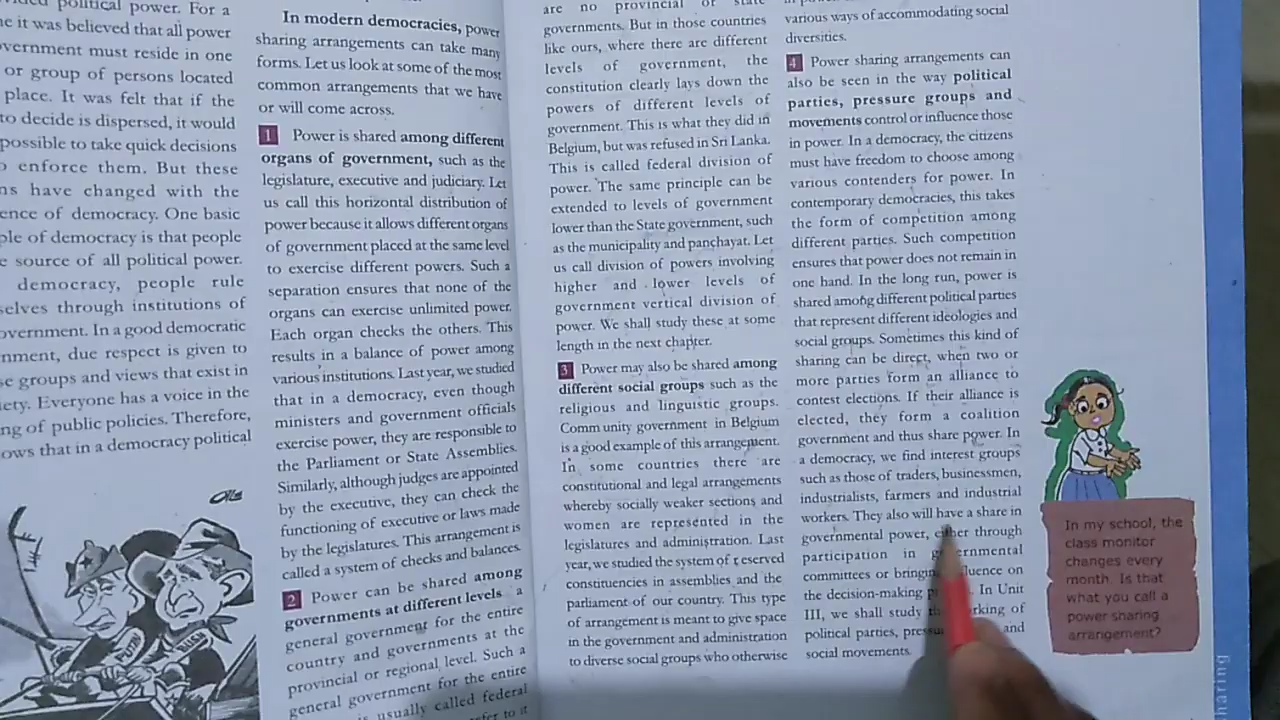 political power. For a
it was believed that all power
must reside in one
or group of persons located
place. It was felt that if the
to decide is dispersed, it would
possible to take quick decisions
enforce them. But these
have changed with the
of democracy. One basic
of democracy is that people
source of all political power.
democracy, people rule
through institutions of
In a good democratic
due respect is given to
groups and views that exist in
Everyone has a voice in the
of public policies. Therefore,
that in a democracy political
In modern democracies, power
sharing arrangements can take many
forms. Let us look at some of the most
common arrangements that we have
or will come across.
1 Power is shared among different
organs of government, such as the
legislature, executive and judiciary. Let
us call this horizontal distribution of
power because it allows different organs
of government placed at the same level
to exercise different powers. Such a
separation ensures that none of the
organs can exercise unlimited power.
Each organ checks the others. This
results in a balance of power among
various institutions. Last year, we studied
that in a democracy, even though
ministers and government officials
exercise power, they are responsible to
the Parliament or State Assemblies.
Similarly, although judges are appointed
by the executive, they can check the
functioning of executive or laws made
by the legislatures. This arrangement is
called a system of checks and balances.
2 Power can be shared among
governments at different levels a
general government for the entire
country and governments at the
provincial or regional level. Such a
general government for the entire
is usually called federal
to it
are no provincial or state
governments. But in those countries
like ours, where there are different
levels of government, the
constitution clearly lays down the
powers of different levels of
government. This is what they did in
Belgium, but was refused in Sri Lanka.
This is called federal division of
power. The same principle can be
extended to levels of government
lower than the State government, such
as the municipality and panchayat. Let
us call division of powers involving
higher and lower levels of
government vertical division of
power. We shall study these at some
length in the next chapter.
3 Power may also be shared among
different social groups such as the
religious and linguistic groups.
Community government in Belgium
is a good example of this arrangement.
In some countries there are
constitutional and legal arrangements
whereby socially weaker sections and
women are represented in the
legislatures and administration. Last
year, we studied the system of reserved
constituencies in assemblies and the
parliament of our country. This type
of arrangement is meant to give space
in the government and administration
to diverse social groups who otherwise
various ways of accommodating social
diversities.
4 Power sharing arrangements can
also be seen in the way political
parties, pressure groups and
movements control or influence those
in power. In a democracy, the citizens
must have freedom to choose among
various contenders for power. In
contemporary democracies, this takes
the form of competition among
different parties. Such competition
ensures that power does not remain in
one hand. In the long run, power is
shared among different political parties
that represent different ideologies and
social groups. Sometimes this kind of
sharing can be direct, when two or
more parties form an alliance to
contest elections. If their alliance is
elected, they form a coalition
government and thus share power. In
a democracy, we find interest groups
such as those of traders, businessmen,
industrialists, farmers and industrial
workers. They also will have a share in
governmental power, either through
participation in governmental
committees or bringing influence on
the decision-making In Unit
III, we shall study the working of
political parties, and
social movements.
In my school, the
class monitor
changes every
month. Is that
what you call a
power sharing
arrangement?